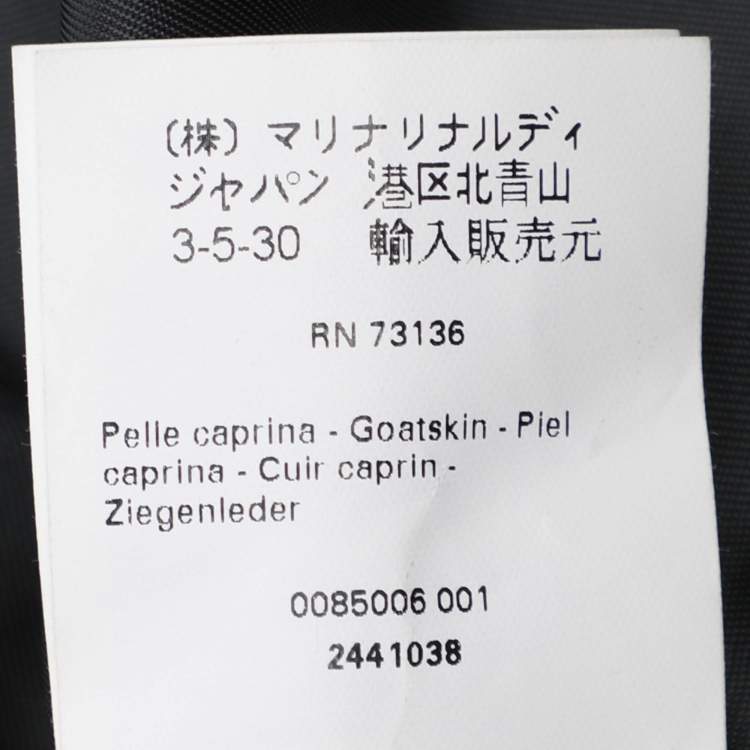 （株）マリナリナルディ
ジャパン 港区北青山
3-5-30 輸入販売元
RN 73136
Pelle caprina - Goatskin - Piel
caprina - Cuir caprin -
Ziegenleder
0085006 001
2441038